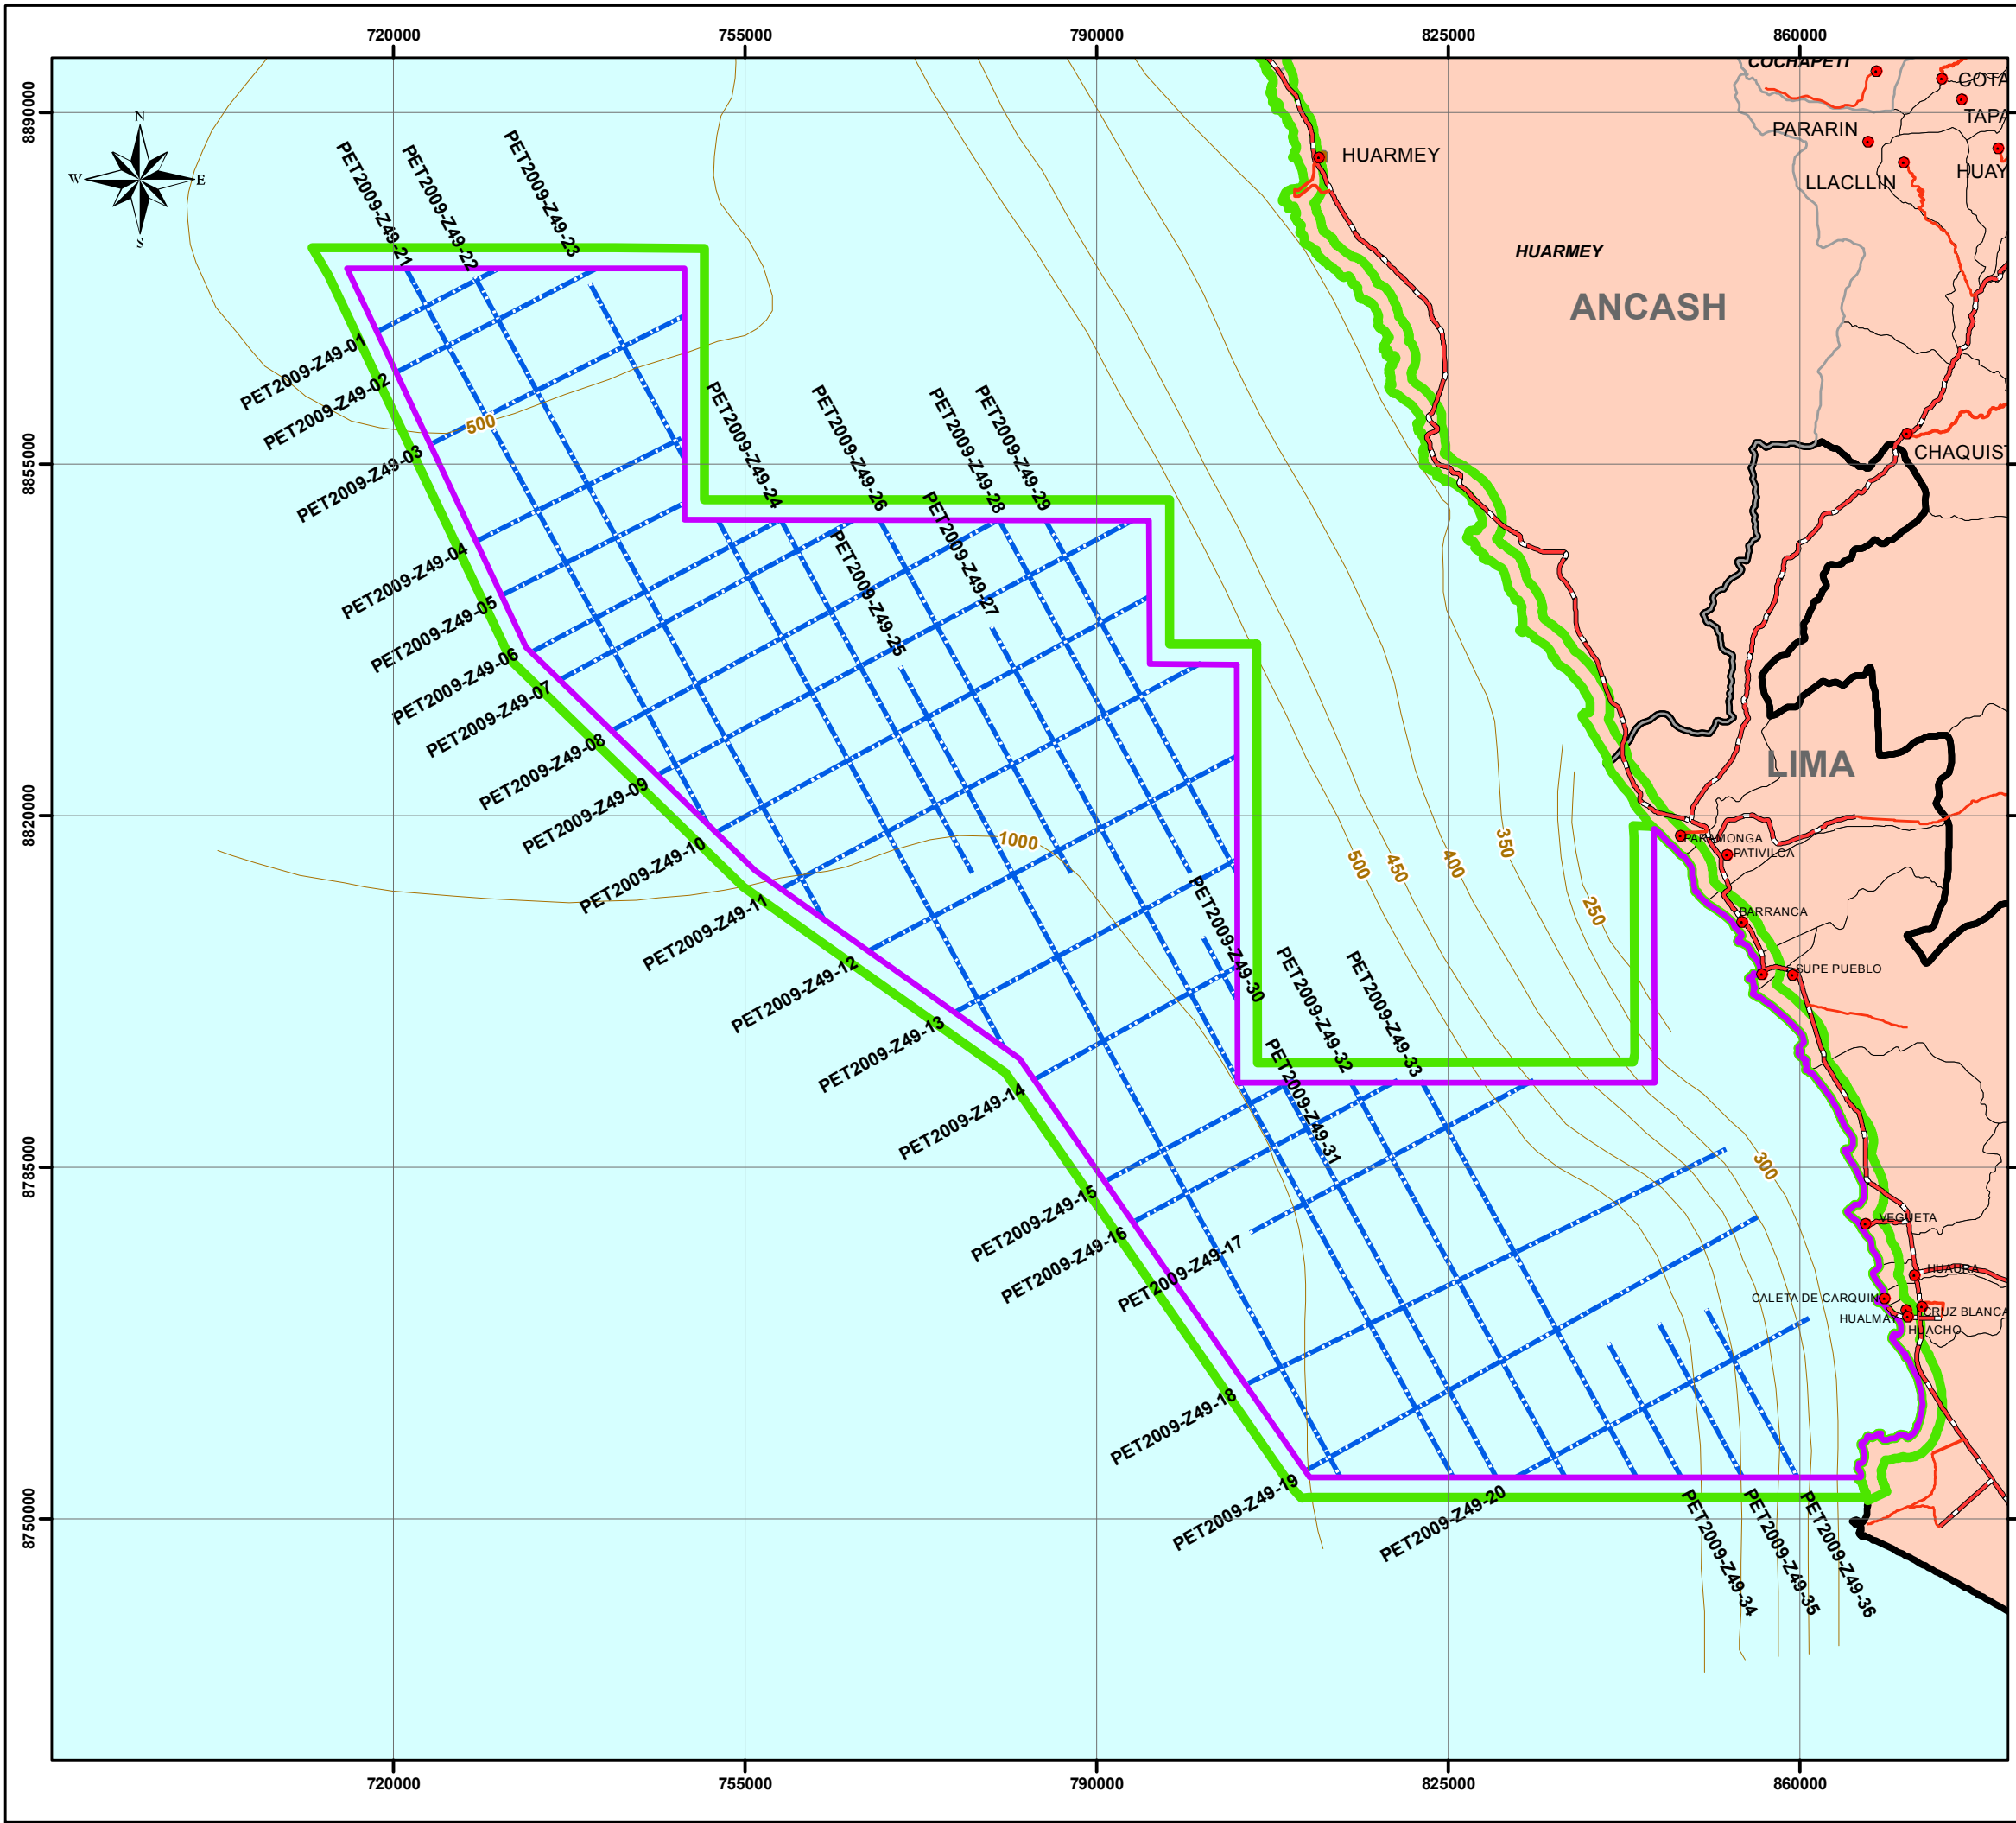 720000
755000
790000
825000
860000
COCHAPETI
COTA
8890000
N
W
E
S
TAPA
PARARIN
HUARMEY
LLACLLIN
HUAY
PET2009-Z49-21
PET2009-Z49-22
PET2009-Z49-23
HUARMEY
ANCASH
PET2009-Z49-01
PET2009-Z49-02
500
PET2009-Z49-03
8855000
CHAQUIST
PET2009-Z49-24
PET2009-Z49-26
PET2009-Z49-28
PET2009-Z49-29
PET2009-Z49-25
PET2009-Z49-27
PET2009-Z49-04
PET2009-Z49-05
PET2009-Z49-06
PET2009-Z49-07
PET2009-Z49-08
LIMA
PET2009-Z49-09
8820000
1000
350
500
450
400
250
PARAMONGA
PATIVILCA
PET2009-Z49-10
PET2009-Z49-11
BARRANCA
PET2009-Z49-30
PET2009-Z49-12
SUPE PUEBLO
PET2009-Z49-32
PET2009-Z49-33
PET2009-Z49-13
PET2009-Z49-31
PET2009-Z49-14
8785000
300
PET2009-Z49-15
PET2009-Z49-16
VEGUETA
PET2009-Z49-17
HUAURA
CALETA DE CARQUIN
CRUZ BLANCA
HUALMAY
HUACHO
PET2009-Z49-18
PET2009-Z49-19
PET2009-Z49-20
8750000
PET2009-Z49-34
PET2009-Z49-35
PET2009-Z49-36
720000
755000
790000
825000
860000